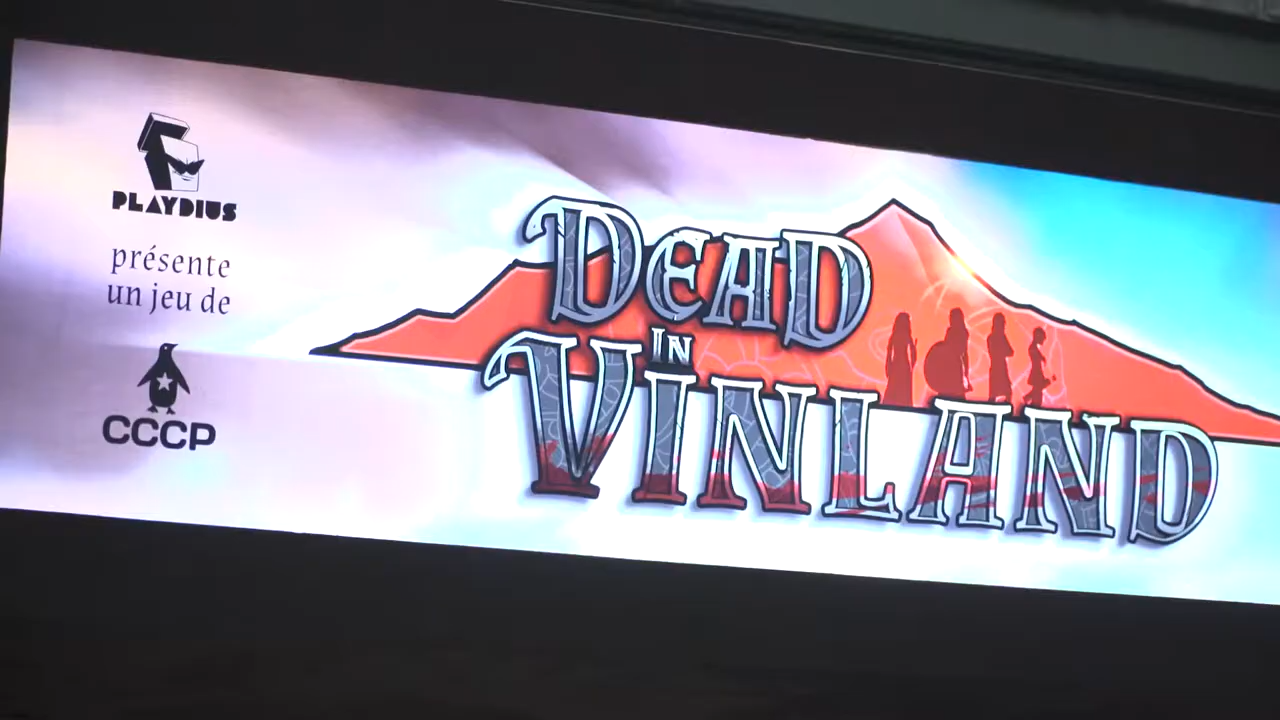 PLAYDIUS
présente
un jeu de
CCCP
DEAD
IN
VINLAND